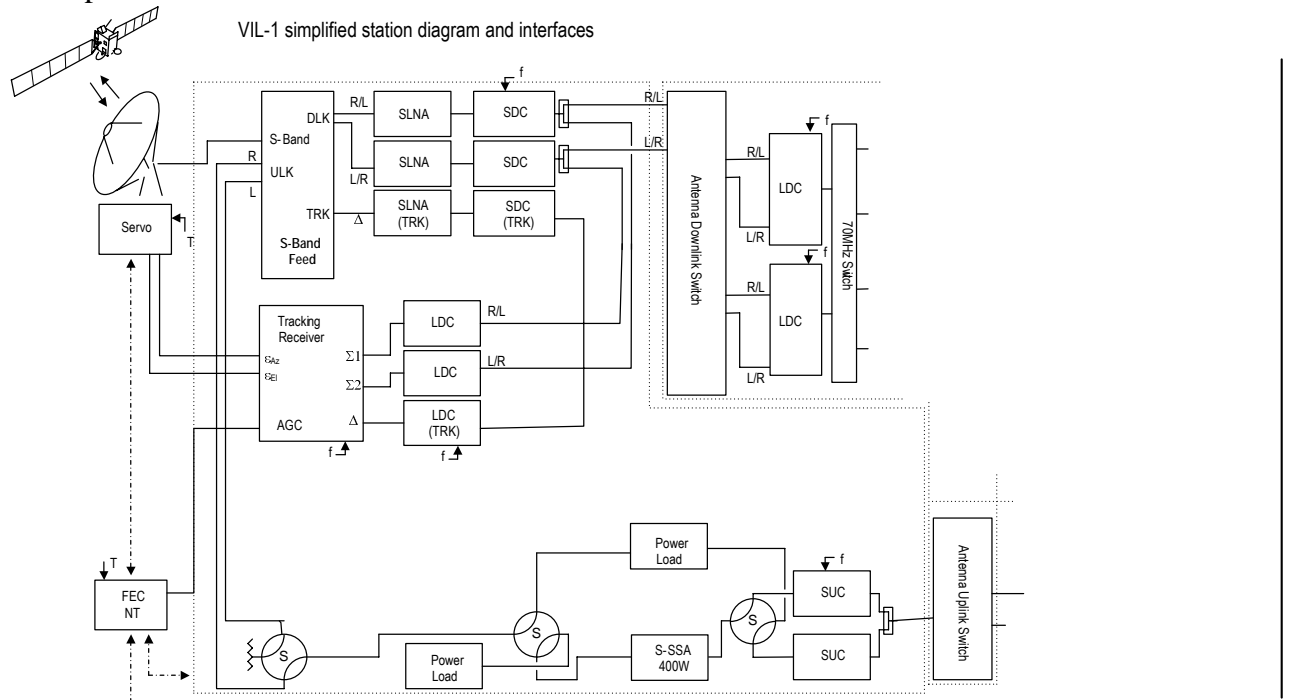 VIL-1 simplified station diagram and interfaces
f
DLK
R/L
SLNA
SDC
R/L
S-Band
R
ULK
L
L/R
SLNA
SDC
L/R
TRK
Δ
SLNA
(TRK)
SDC
(TRK)
S-Band
Feed
Servo
T
Antenna Downlink Switch
R/L
LDC
f
L/R
f
R/L
LDC
L/R
70MHz Switch
Tracking
Receiver
εAz
εEl
AGC
Σ1
Σ2
Δ
f
LDC
R/L
LDC
L/R
LDC
(TRK)
f
T
FEC
NT
S
Power
Load
S
Power
Load
S-SSA
400W
S
f
SUC
SUC
Antenna Uplink Switch